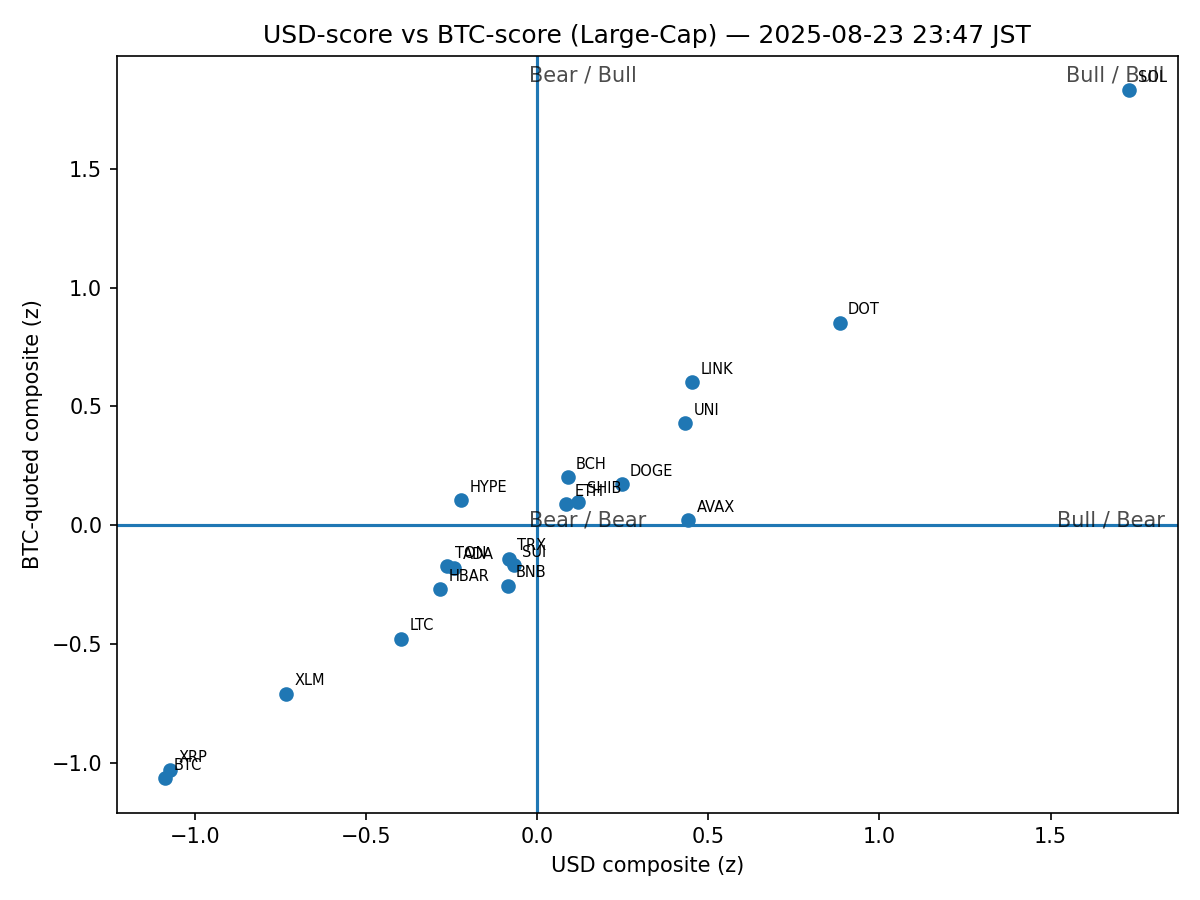 USD-score vs BTC-score (Large-Cap) — 2025-08-23 23:47 JST
Bear / Bull
Bull / Bull
SOL
1.5
1.0
DOT
LINK
0.5
UNI
BCH
DOGE
HYPE
ETH
SHIB
AVAX
0.0
Bear / Bear
Bull / Bear
TRX
TON
ADA
SUI
BNB
HBAR
−0.5
LTC
XLM
−1.0
XRP
BTC
BTC-quoted composite (z)
−1.0
−0.5
0.0
0.5
1.0
1.5
USD composite (z)